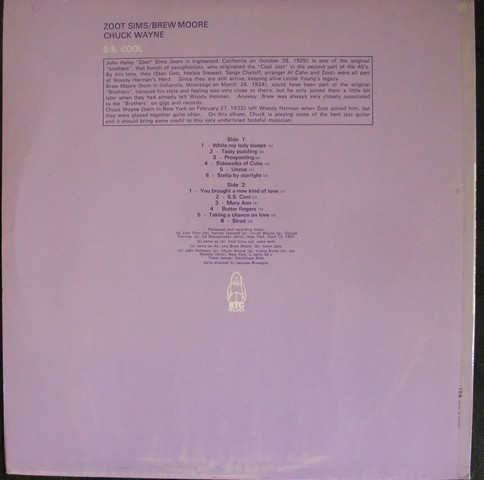 ZOOT SIMS/BREW MOORE
CHUCK WAYNE
S.S. COOL
John Haley "Zoot" Sims (born in Inglewood, California on October 29, 1925) is one of the original
"brothers", that bunch of saxophonists, who originated the "Cool Jazz" in the second part of the 40's.
By this time, they (Stan Getz, Herbie Stewart, Serge Chaloff, arranger Al Cohn and Zoot) were all part
of Woody Herman's Herd. Since they are still active, keeping alive Lester Young's legacy.
Brew Moore (born in Indianola, Mississippi on March 26, 1924), could have been part of the original
"Brothers", because his style and feeling was very close to theirs, but he only joined them a little bit
later when they had already left Woody Herman. Anyway, Brew was always very closely associated
to the "Brothers" on gigs and records.
Chuck Wayne (born in New York on February 27, 1923) left Woody Herman when Zoot joined him, but
they were played together quite often. On this album, Chuck is playing some of the best jazz guitar
and it should bring some credit to this very underrated tasteful musician.
Side 1:
1 - While my lady sleeps
2 - Tasty pudding
3 - Prospecting
4 - Sidewalks of Cuba
5 - Uncus
6 - Stella by starlight
Side 2:
1 - You brought a new kind of love
2 - S.S. Cool
3 - Mary Ann
4 - Butter fingers
5 - Taking a chance on love
6 - Sirod
Personnel and recording dates